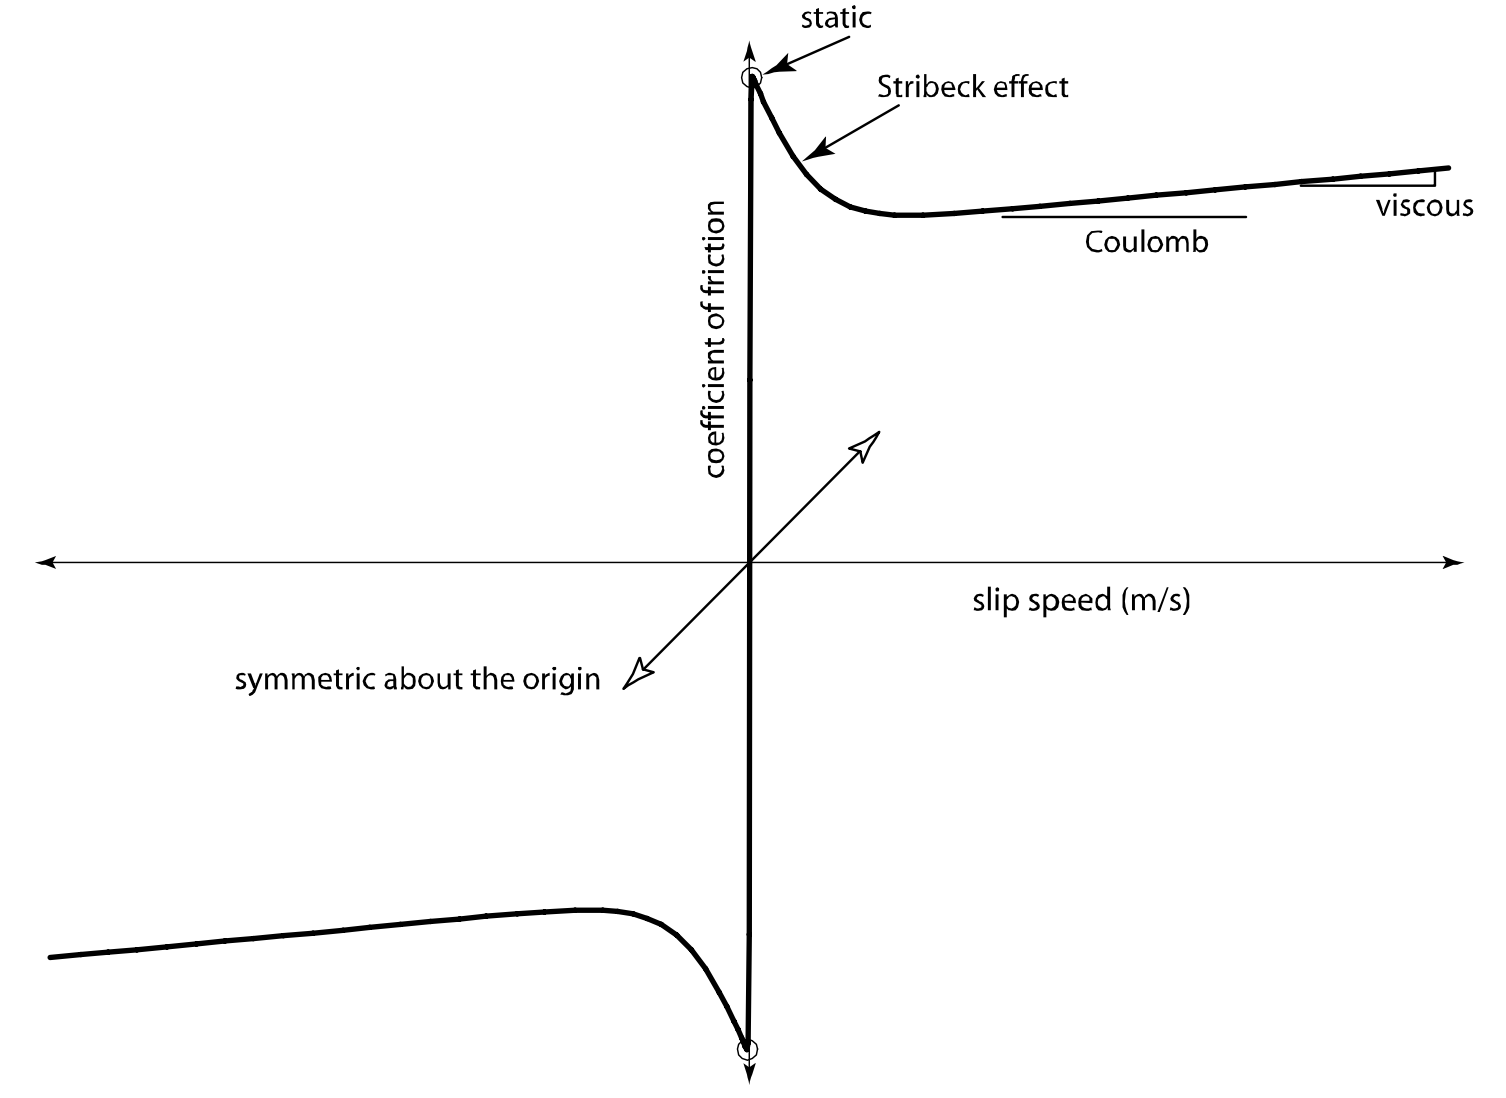 static
Stribeck effect
viscous
Coulomb
coefficient of friction
slip speed (m/s)
symmetric about the origin